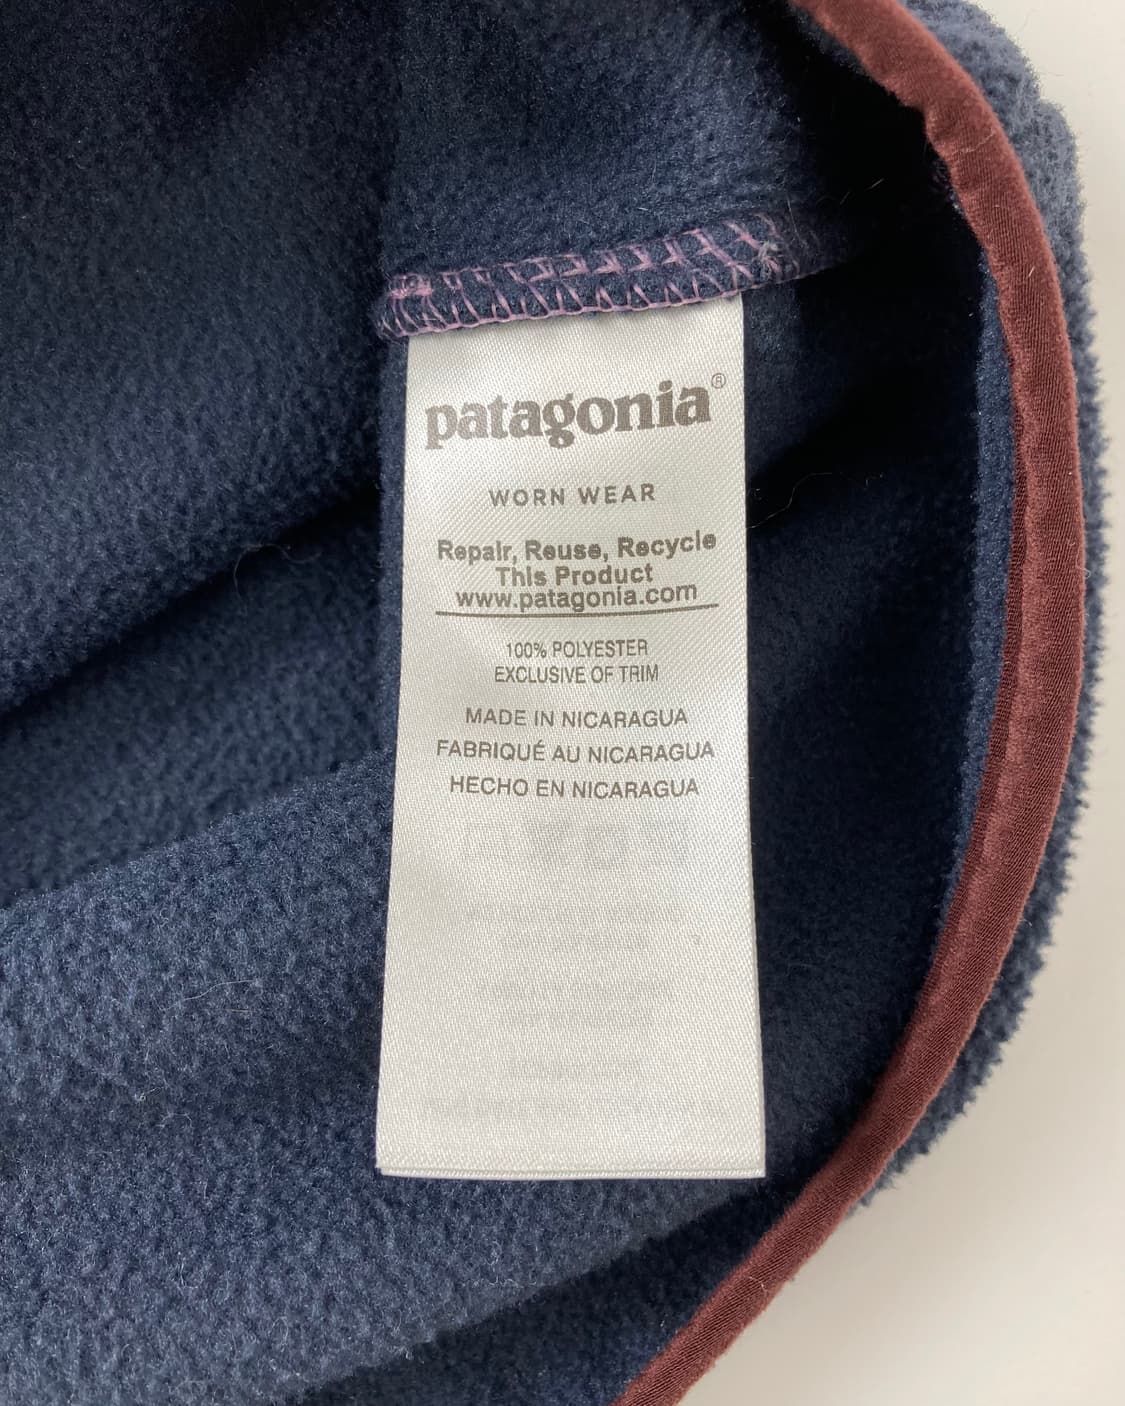 patagonia®
WORN WEAR
Repair, Reuse, Recycle
This Product
www.patagonia.com
100% POLYESTER
EXCLUSIVE OF TRIM
MADE IN NICARAGUA
FABRIQUÉ AU NICARAGUA
HECHO EN NICARAGUA